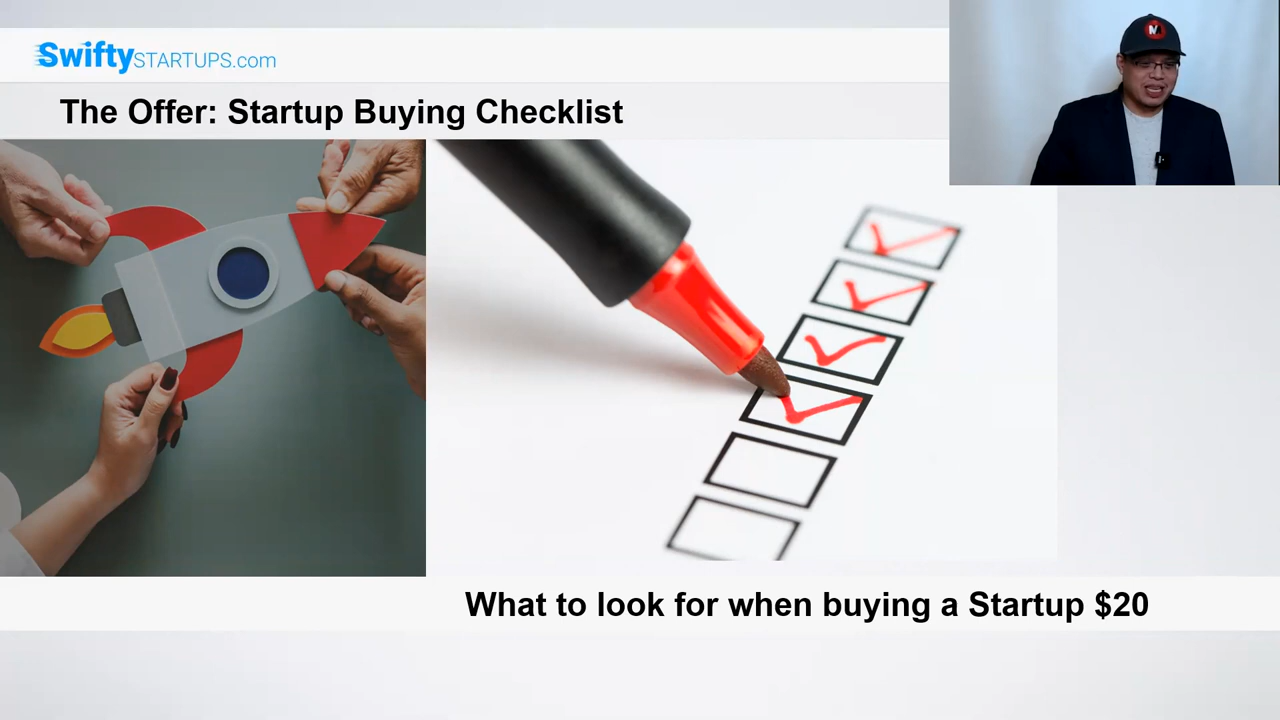 SwiftySTARTUPS.com
The Offer: Startup Buying Checklist
What to look for when buying a Startup $20